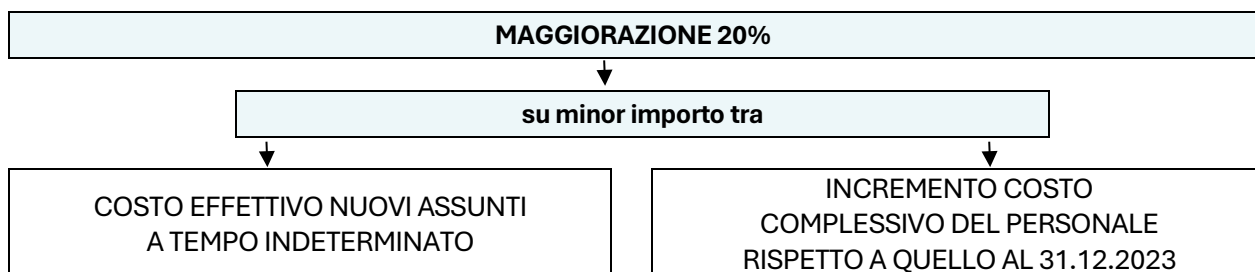 MAGGIORAZIONE 20%
su minor importo tra
COSTO EFFETTIVO NUOVI ASSUNTI
A TEMPO INDETERMINATO
INCREMENTO COSTO
COMPLESSIVO DEL PERSONALE
RISPETTO A QUELLO AL 31.12.2023